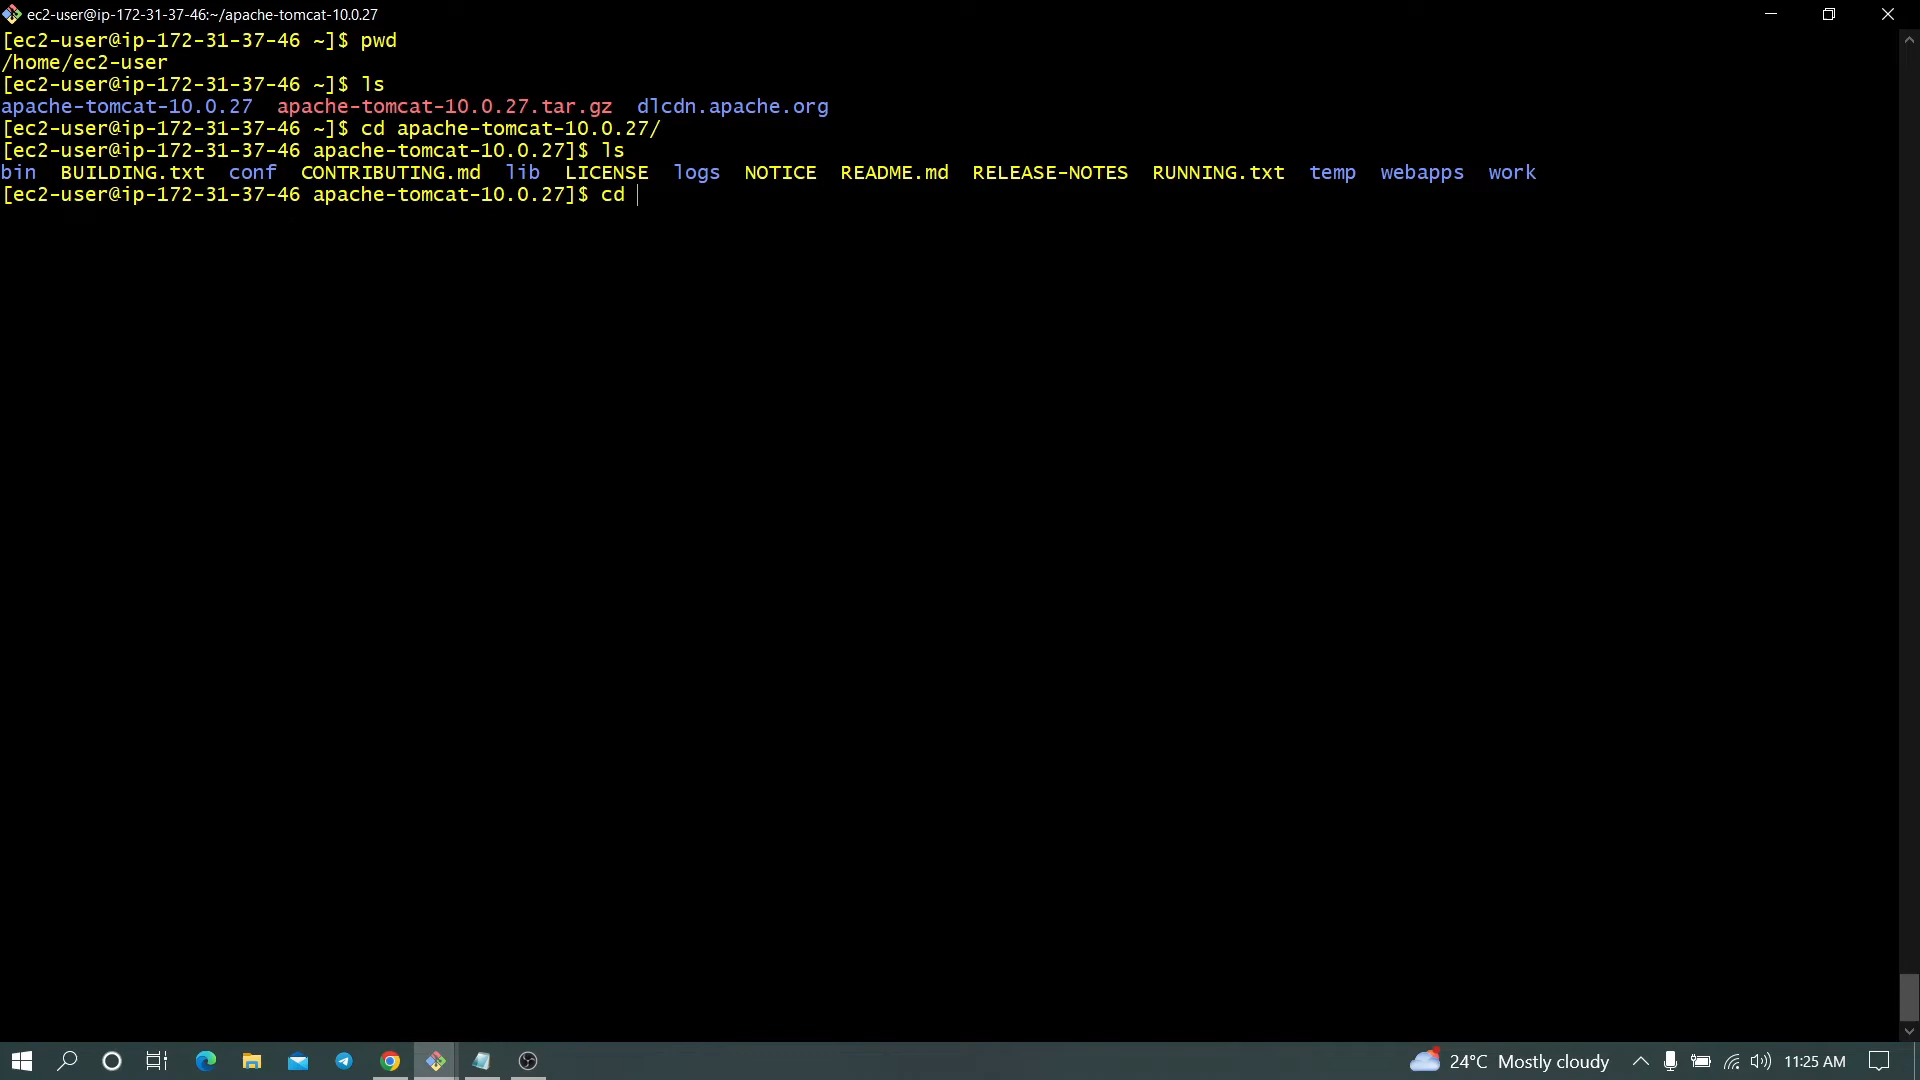 ec2-user@ip-172-31-37-46:~/apache-tomcat-10.0.27
[ec2-user@ip-172-31-37-46 ~]$ pwd
/home/ec2-user
[ec2-user@ip-172-31-37-46 ~]$ ls
apache-tomcat-10.0.27  apache-tomcat-10.0.27.tar.gz  dlcdn.apache.org
[ec2-user@ip-172-31-37-46 ~]$ cd apache-tomcat-10.0.27/
[ec2-user@ip-172-31-37-46 apache-tomcat-10.0.27]$ ls
bin  BUILDING.txt  conf  CONTRIBUTING.md  lib  LICENSE  logs  NOTICE  README.md  RELEASE-NOTES  RUNNING.txt  temp  webapps  work
[ec2-user@ip-172-31-37-46 apache-tomcat-10.0.27]$ cd
24°C  Mostly cloudy  11:25 AM